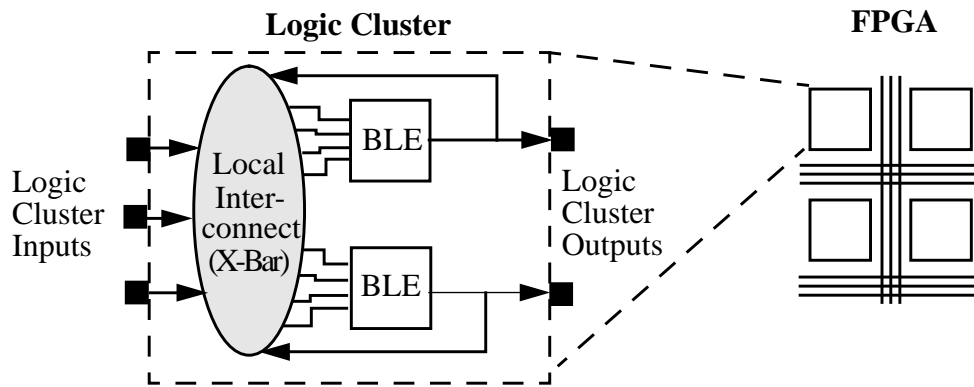 Logic Cluster
FPGA
BLE
Local
Inter-
connect
(X-Bar)
Logic
Cluster
Inputs
Logic
Cluster
Outputs
BLE